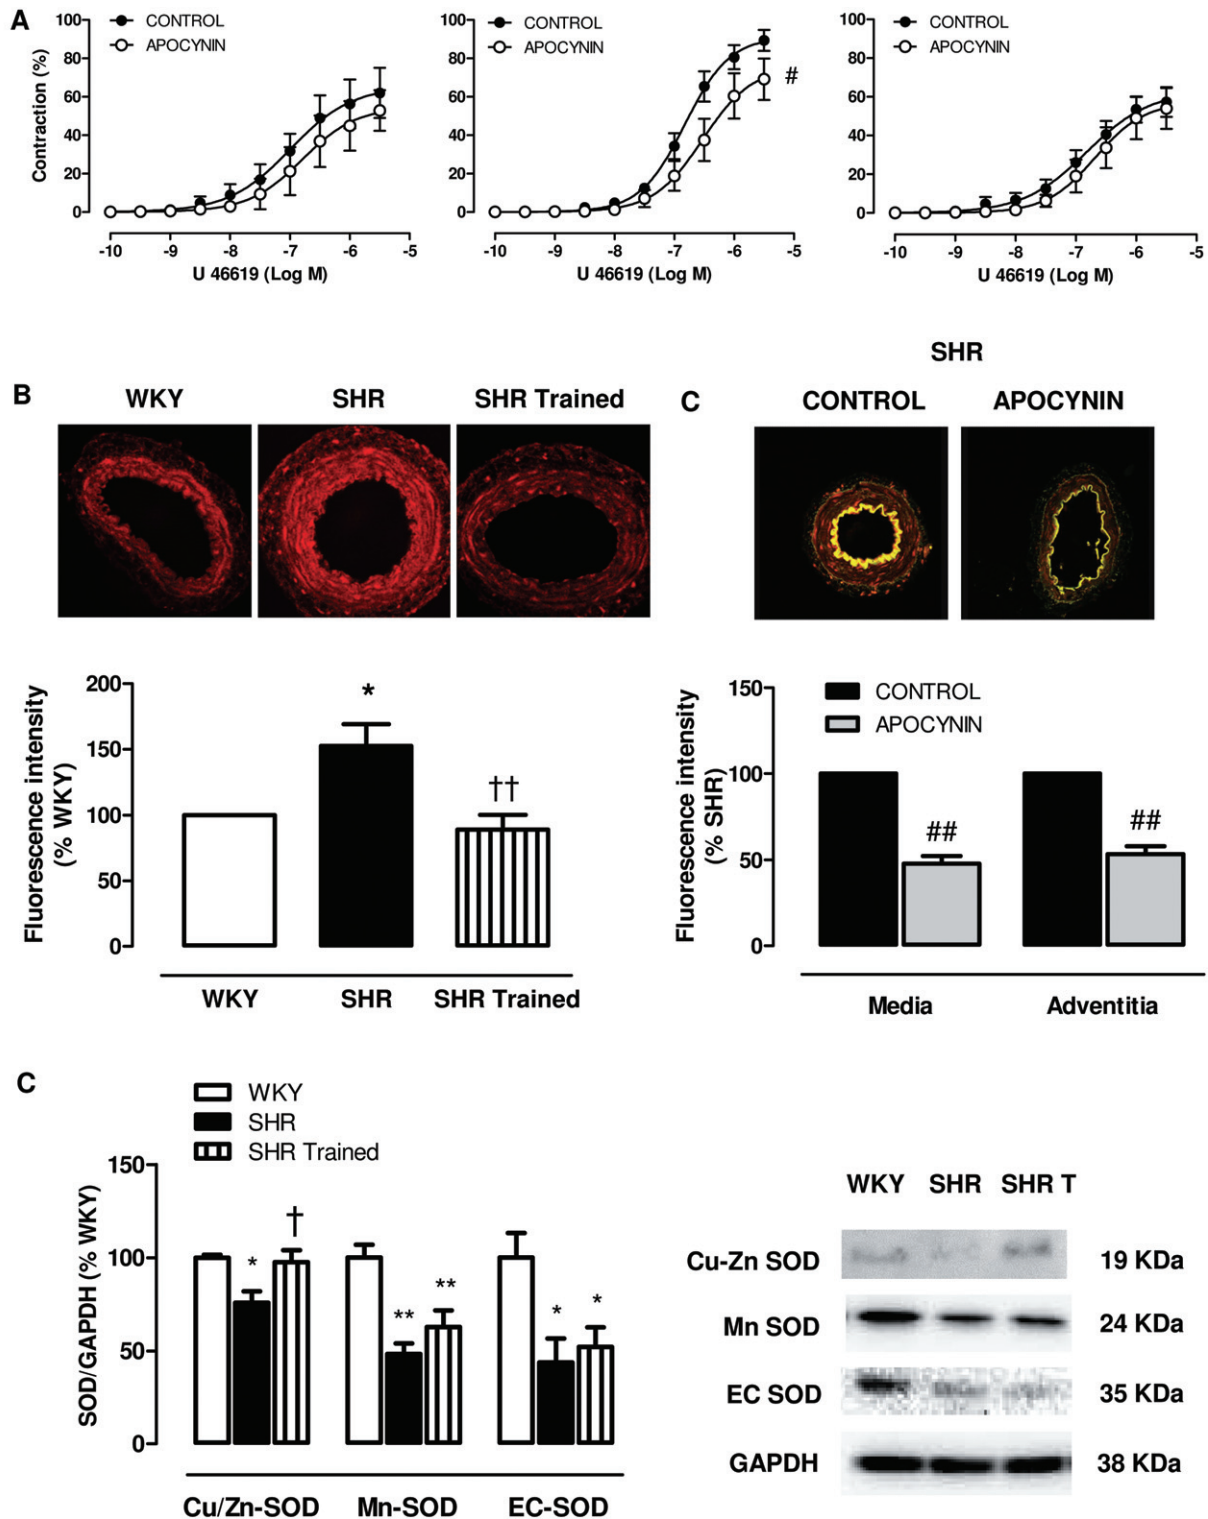 A
CONTROL
APOCYNIN
Contraction (%)
100
80
60
40
20
0
-10 -9 -8 -7 -6 -5
U 46619 (Log M)
CONTROL
APOCYNIN
100
80
60
40
20
0
#
-10 -9 -8 -7 -6 -5
U 46619 (Log M)
CONTROL
APOCYNIN
100
80
60
40
20
0
-10 -9 -8 -7 -6 -5
U 46619 (Log M)
B
WKY SHR SHR Trained
Fluorescence intensity
(% WKY)
200
150
100
50
0
*
††
WKY SHR SHR Trained
SHR
C
CONTROL APOCYNIN
Fluorescence intensity
(% SHR)
150
100
50
0
CONTROL
APOCYNIN
##
##
Media Adventitia
C
WKY
SHR
SHR Trained
SOD/GAPDH (% WKY)
150
100
50
0
* †
** **
* *
Cu/Zn-SOD Mn-SOD EC-SOD
WKY SHR SHR T
Cu-Zn SOD 19 KDa
Mn SOD 24 KDa
EC SOD 35 KDa
GAPDH 38 KDa